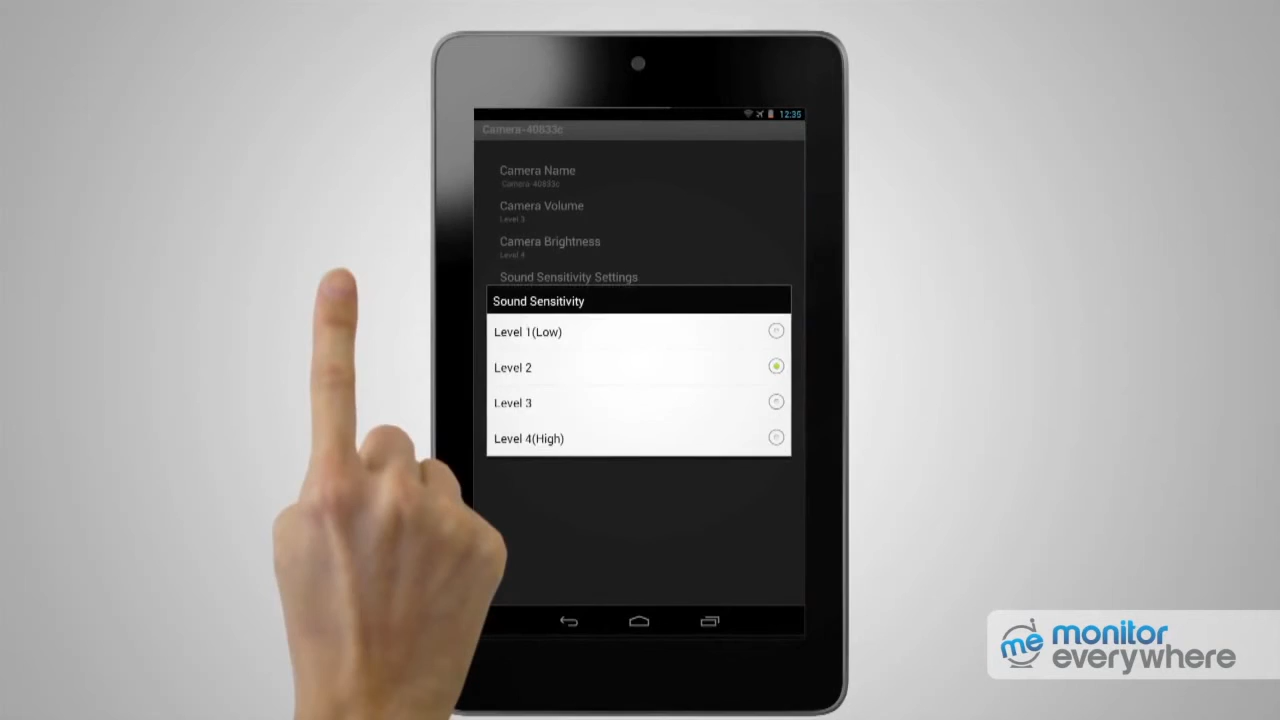 12:35
Camera-40833c
Camera Name
Camera-40833c
Camera Volume
Level 3
Camera Brightness
Level 4
Sound Sensitivity Settings
Sound Sensitivity
Level 1(Low)
Level 2
Level 3
Level 4(High)
me monitor
everywhere